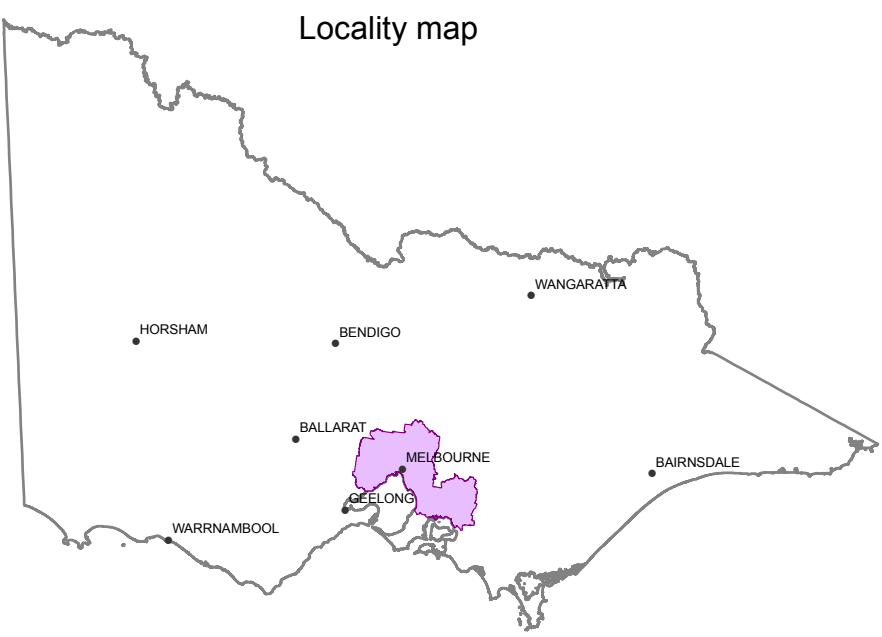 Locality map
WANGARATTA
HORSHAM
BENDIGO
BALLARAT
MELBOURNE
BAIRNSDALE
GEELONG
WARRNAMBOOL